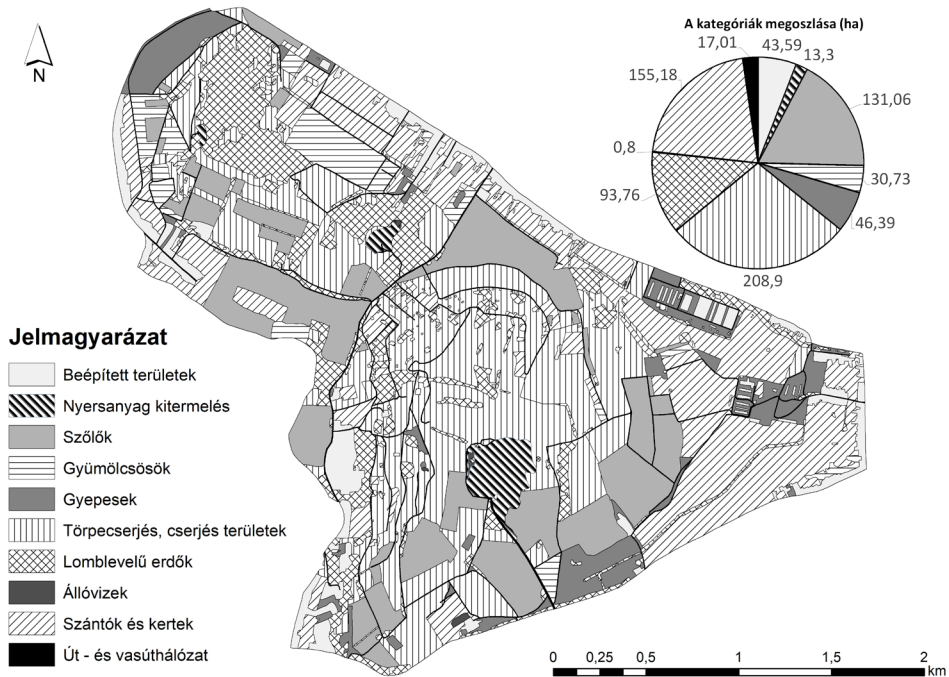 N
A kategóriák megoszlása (ha)
17,01
43,59
13,3
155,18
131,06
0,8
30,73
93,76
46,39
208,9
Jelmagyarázat
Beépített területek
Nyersanyag kitermelés
Szőlők
Gyümölcsösök
Gyepesek
Törpecserjés, cserjés területek
Lomblevelű erdők
Állóvizek
Szántók és kertek
Út - és vasúthálózat
0 0,25 0,5 1 1,5 2
km